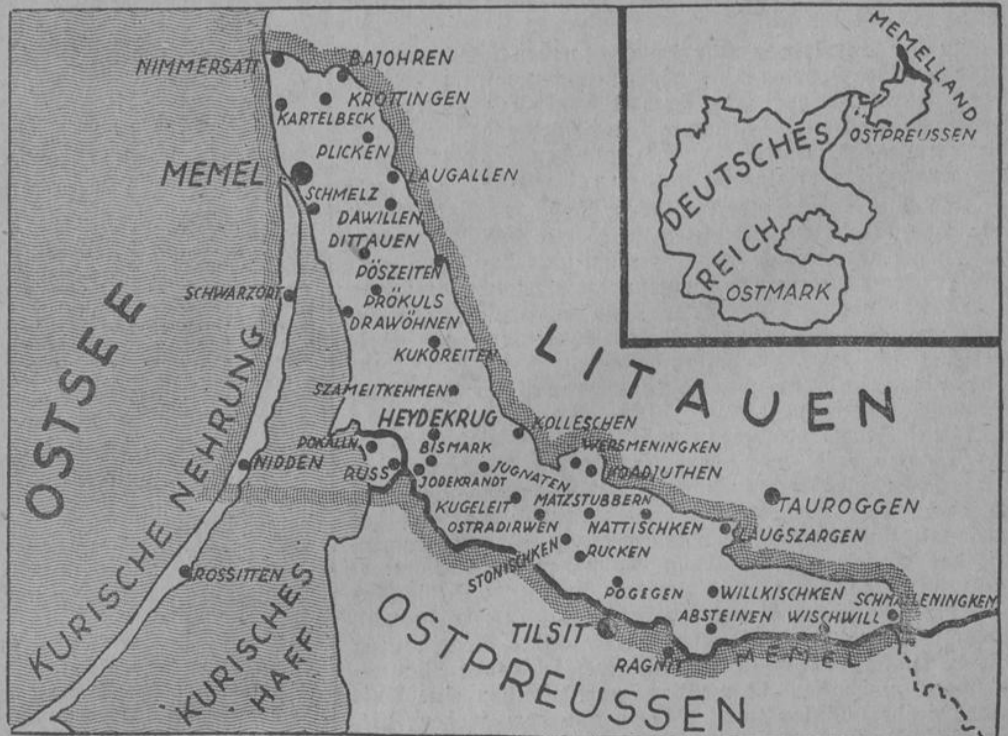 NIMMERSATT
BAJOHREN
KROTTINGEN
KARTELBECK
PLICKEN
MEMEL
LAUGALLEN
SCHMELZ
DAWILLEN
DITTAUEN
PÖSZEITEN
SCHWARZORT
PRÖKULS
DRAWÖHNEN
KUKOREITEN
SZAMEITKEHMEN
HEYDEKRUG
KOLLESCHEN
BISMARK
WERSMENINGKEN
POKALLN
RUSS
JODEKRANDT
JUGNATEN
KOADJUTHEN
NIDDEN
KUGELEIT
MATZSTUBBERN
TAUROGGEN
OSTRADIRWEN
NATTISCHKEN
LAUGSZARGEN
STONISCHKEN
RUCKEN
ROSSITTEN
POGEGEN
WILLKISCHKEN
SCHMALLENINGKEN
ABSTEINEN
WISCHWILL
TILSIT
RAGNIT
MEMEL
OSTSEE
KURISCHE NEHRUNG
KURISCHES
HAFF
OSTPREUSSEN
LITAUEN
MEMELLAND
OSTPREUSSEN
DEUTSCHES
REICH
OSTMARK